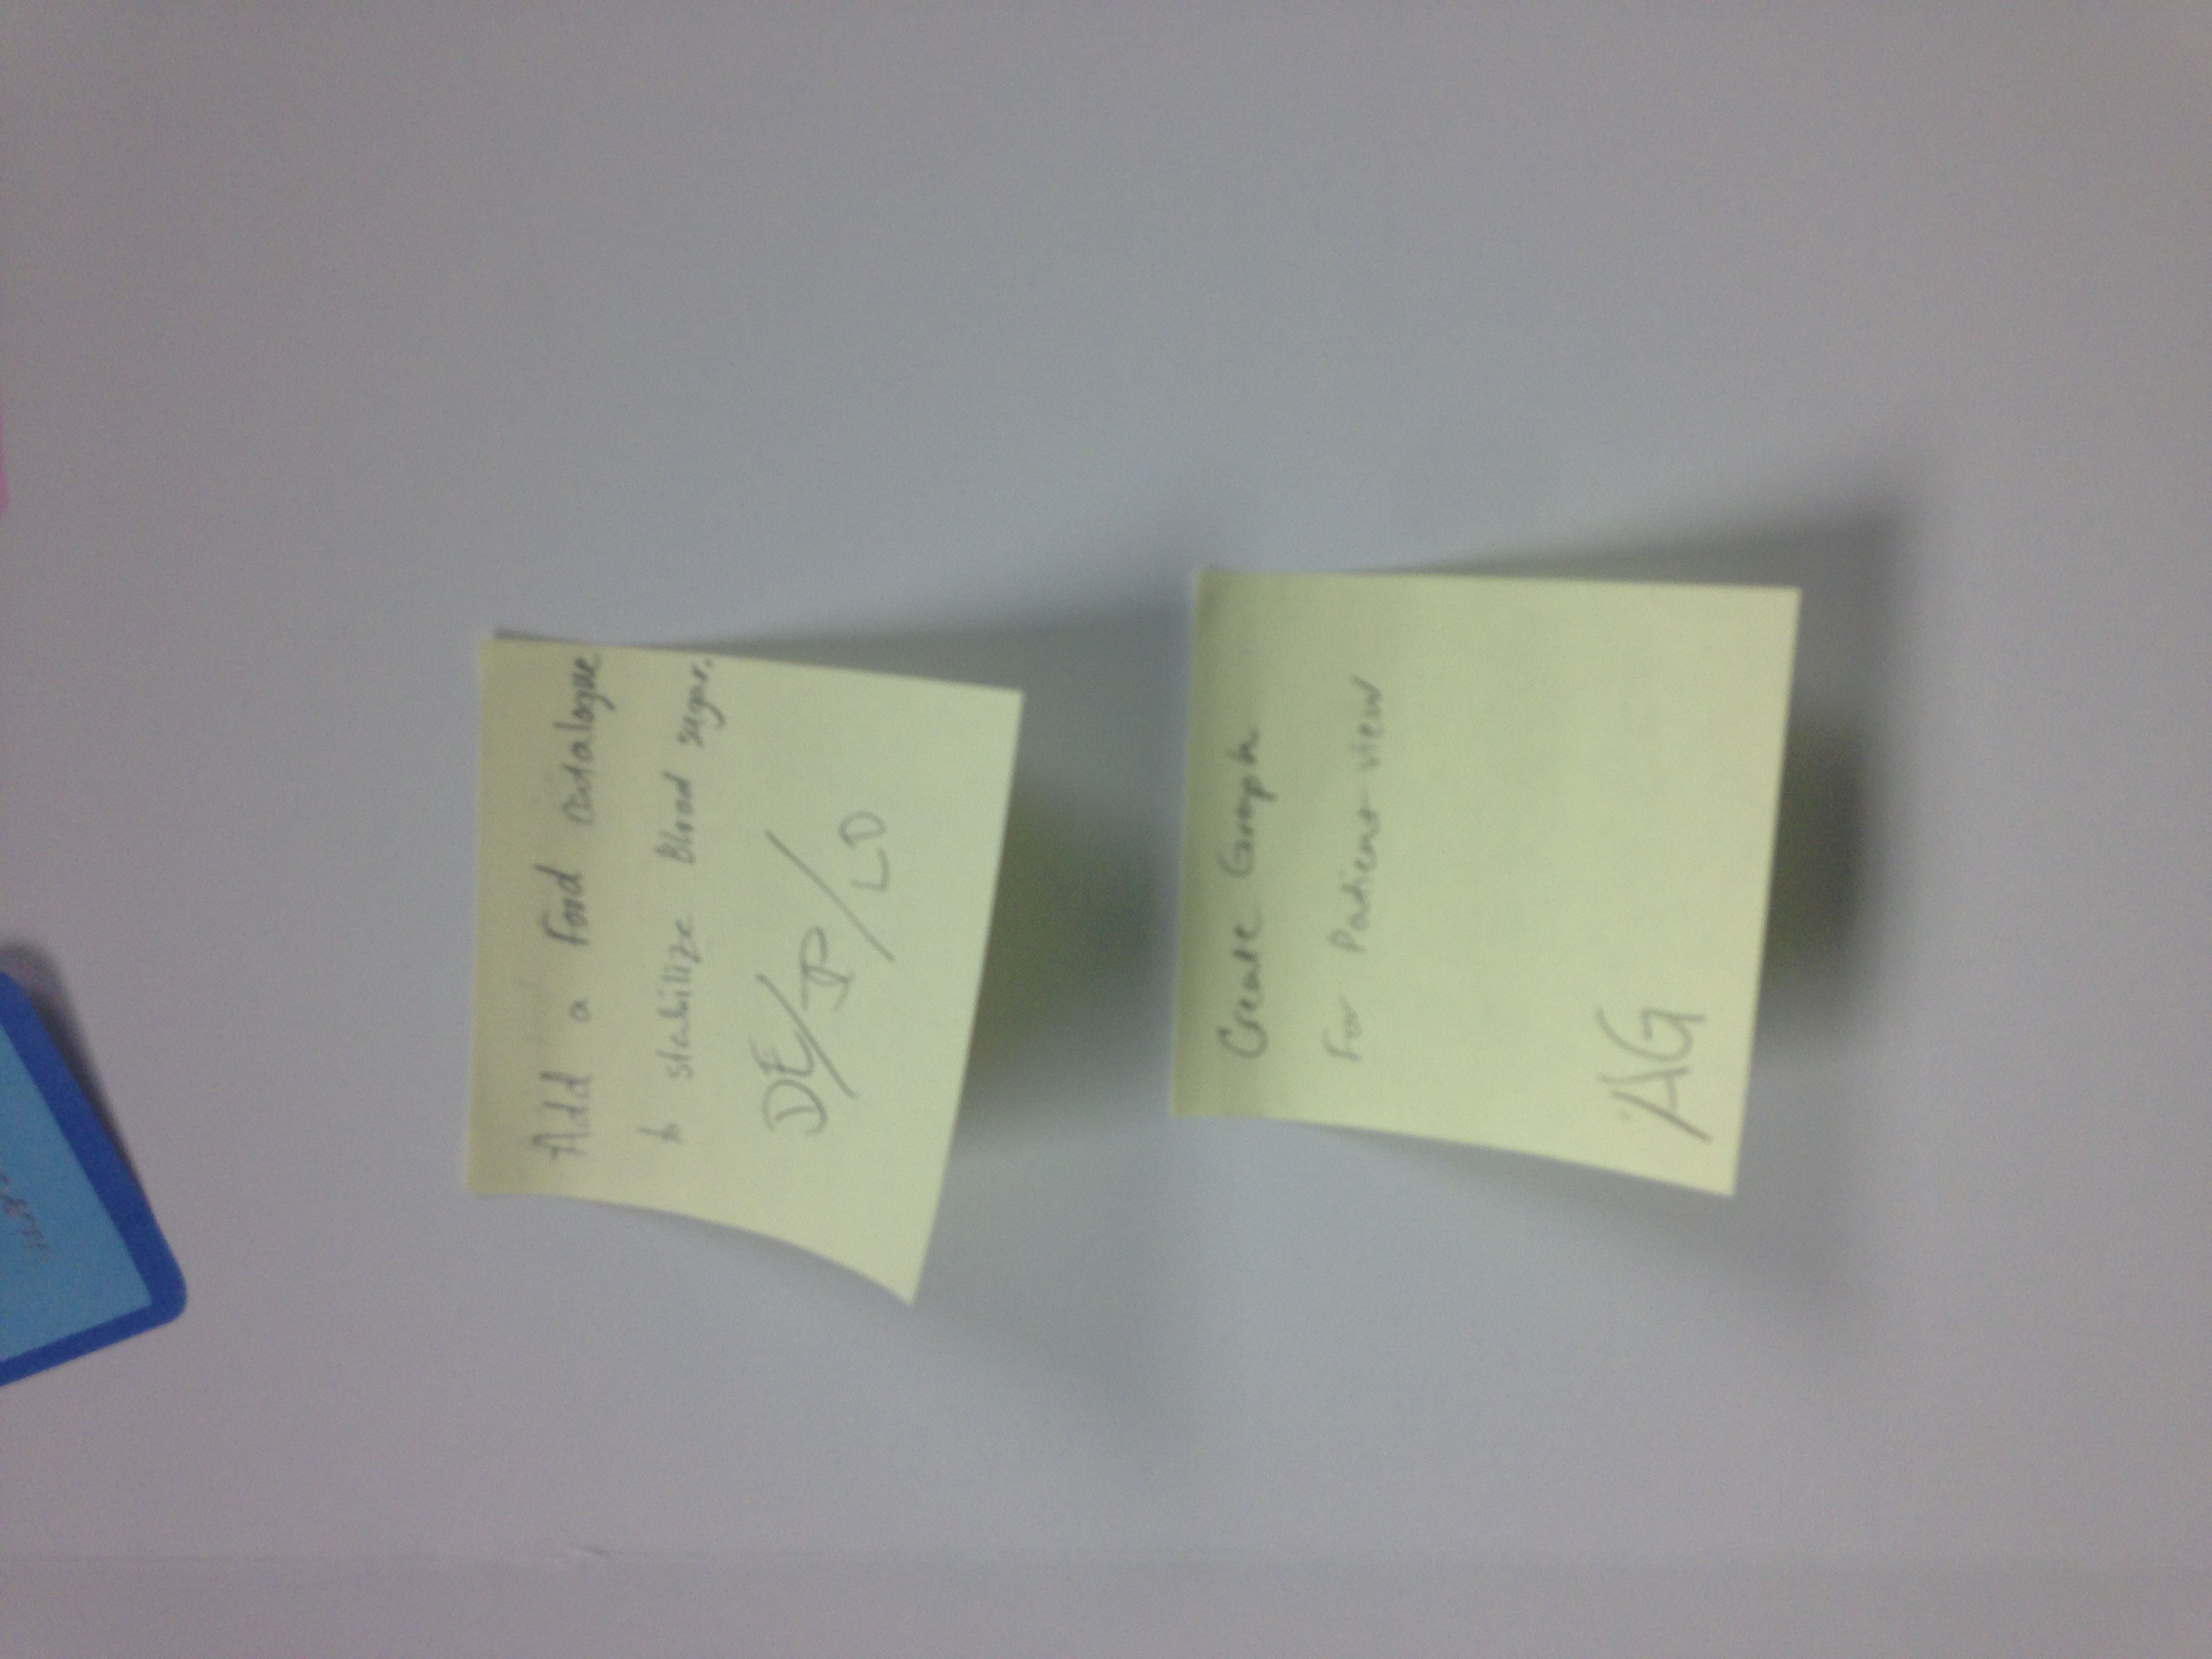 Add a Food catalogue
to stabilize Blood sugar.
DE/JP/LD
Create Graph
For Patient view
AG